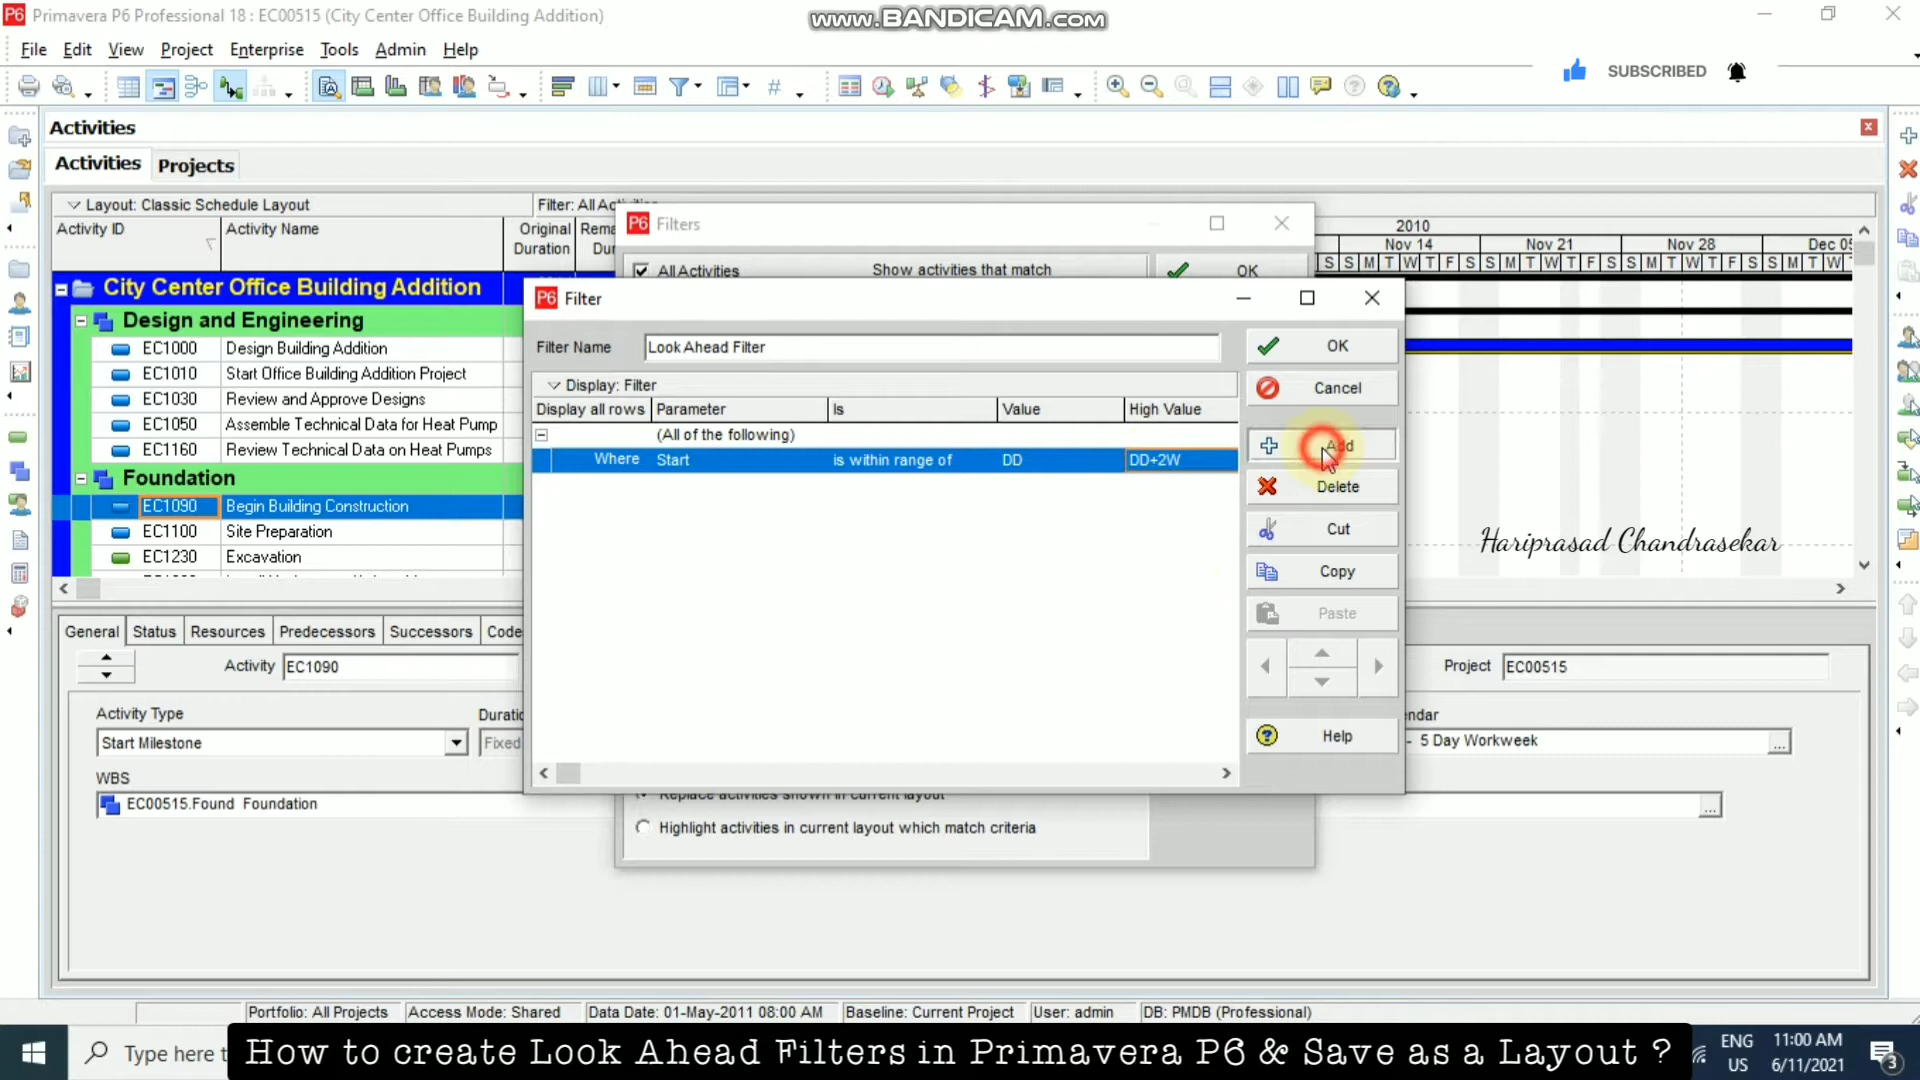 Primavera P6 Professional 18 : EC00515 (City Center Office Building Addition)
www.BANDICAM.com
File Edit View Project Enterprise Tools Admin Help
SUBSCRIBED
Activities
Activities Projects
Layout: Classic Schedule Layout
Filter: All
Activity ID
Activity Name
Original
Duration
2010
Nov 14 Nov 21 Nov 28
S S M T W T F S S M T W T F S S M T W T F S S M T W
City Center Office Building Addition
Design and Engineering
EC1000 Design Building Addition
EC1010 Start Office Building Addition Project
EC1030 Review and Approve Designs
EC1050 Assemble Technical Data for Heat Pump
EC1160 Review Technical Data on Heat Pumps
Foundation
EC1090 Begin Building Construction
EC1100 Site Preparation
EC1230 Excavation
Filters
All Activities
Show activities that match
OK
Filter
Filter Name Look Ahead Filter
Display: Filter
Display all rows Parameter Is Value High Value
(All of the following)
Where Start is within range of DD DD+2W
OK
Cancel
Add
Delete
Cut
Copy
Paste
Help
Replace activities shown in current layout
Highlight activities in current layout which match criteria
Hariprasad Chandrasekar
General Status Resources Predecessors Successors Code
Activity EC1090
Project EC00515
Activity Type
Start Milestone
Fixed
5 Day Workweek
WBS
EC00515.Found Foundation
Portfolio: All Projects Access Mode: Shared Data Date: 01-May-2011 08:00 AM Baseline: Current Project User: admin DB: PMDB (Professional)
Type here t
How to create Look Ahead Filters in Primavera P6 & Save as a Layout ?
ENG
US
11:00 AM
6/11/2021
3